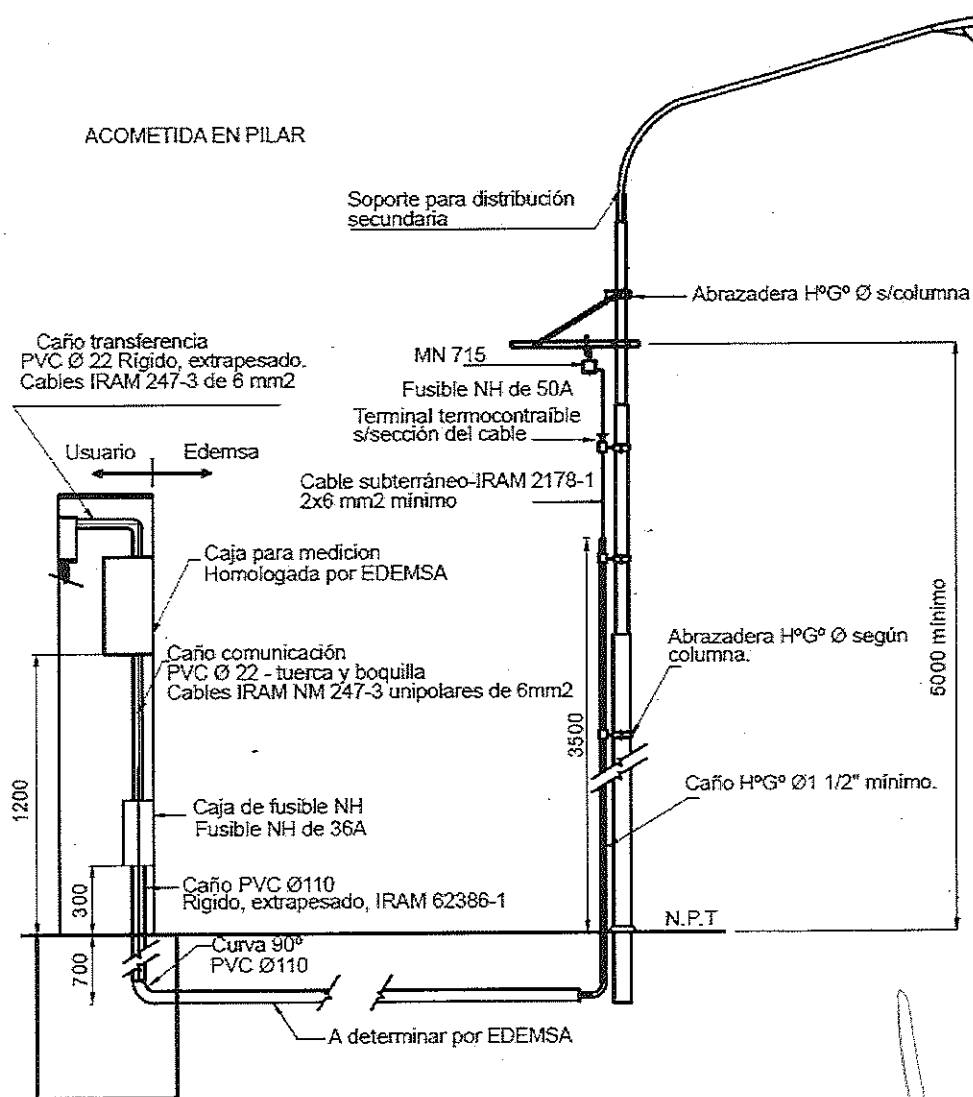 ACOMETIDA EN PILAR
Soporte para distribución
secundaria
Abrazadera HºGº Ø s/columna
Caño transferencia
PVC Ø 22 Rígido, extrapesado.
Cables IRAM 247-3 de 6 mm2
MN 715
Fusible NH de 50A
Terminal termocontraíble
s/sección del cable
Usuario
Edemsa
Cable subterráneo-IRAM 2178-1
2x6 mm2 mínimo
Caja para medicion
Homologada por EDEMSA
Caño comunicación
PVC Ø 22 - tuerca y boquilla
Cables IRAM NM 247-3 unipolares de 6mm2
Abrazadera HºGº Ø según
columna.
5000 mínimo
3500
1200
Caño HºGº Ø1 1/2" mínimo.
Caja de fusible NH
Fusible NH de 36A
300
Caño PVC Ø110
Rígido, extrapesado, IRAM 62386-1
N.P.T
700
Curva 90º
PVC Ø110
A determinar por EDEMSA